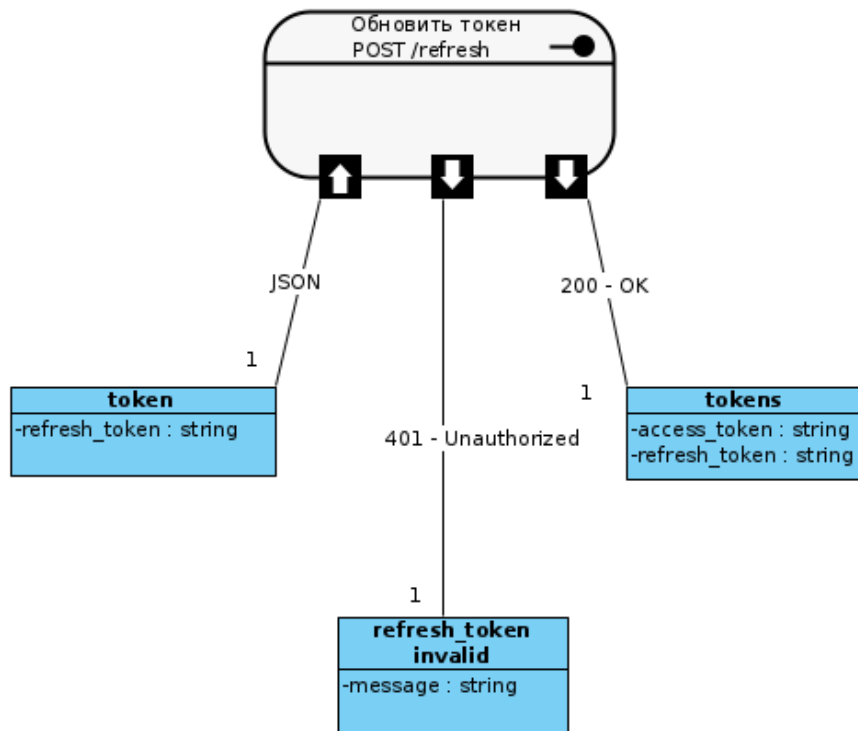 Обновить токен
POST /refresh
JSON
200 - OK
1
1
token
-refresh_token : string
tokens
-access_token : string
-refresh_token : string
401 - Unauthorized
1
refresh_token
invalid
-message : string